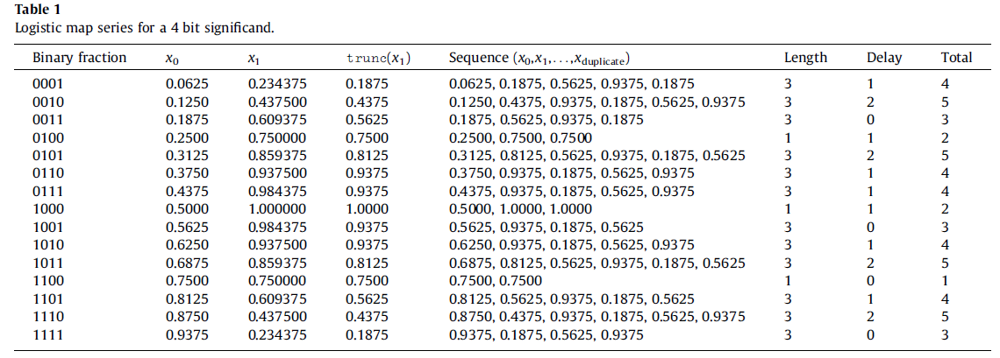 Table 1
Logistic map series for a 4 bit significand.
Binary fraction x0 x1 trunc(x1) Sequence (x0,x1,...,xduplicate) Length Delay Total
0001 0.0625 0.234375 0.1875 0.0625, 0.1875, 0.5625, 0.9375, 0.1875 3 1 4
0010 0.1250 0.437500 0.4375 0.1250, 0.4375, 0.9375, 0.1875, 0.5625, 0.9375 3 2 5
0011 0.1875 0.609375 0.5625 0.1875, 0.5625, 0.9375, 0.1875 3 0 3
0100 0.2500 0.750000 0.7500 0.2500, 0.7500, 0.7500 1 1 2
0101 0.3125 0.859375 0.8125 0.3125, 0.8125, 0.5625, 0.9375, 0.1875, 0.5625 3 2 5
0110 0.3750 0.937500 0.9375 0.3750, 0.9375, 0.1875, 0.5625, 0.9375 3 1 4
0111 0.4375 0.984375 0.9375 0.4375, 0.9375, 0.1875, 0.5625, 0.9375 3 1 4
1000 0.5000 1.000000 1.0000 0.5000, 1.0000, 1.0000 1 1 2
1001 0.5625 0.984375 0.9375 0.5625, 0.9375, 0.1875, 0.5625 3 0 3
1010 0.6250 0.937500 0.9375 0.6250, 0.9375, 0.1875, 0.5625, 0.9375 3 1 4
1011 0.6875 0.859375 0.8125 0.6875, 0.8125, 0.5625, 0.9375, 0.1875, 0.5625 3 2 5
1100 0.7500 0.750000 0.7500 0.7500, 0.7500 1 0 1
1101 0.8125 0.609375 0.5625 0.8125, 0.5625, 0.9375, 0.1875, 0.5625 3 1 4
1110 0.8750 0.437500 0.4375 0.8750, 0.4375, 0.9375, 0.1875, 0.5625, 0.9375 3 2 5
1111 0.9375 0.234375 0.1875 0.9375, 0.1875, 0.5625, 0.9375 3 0 3